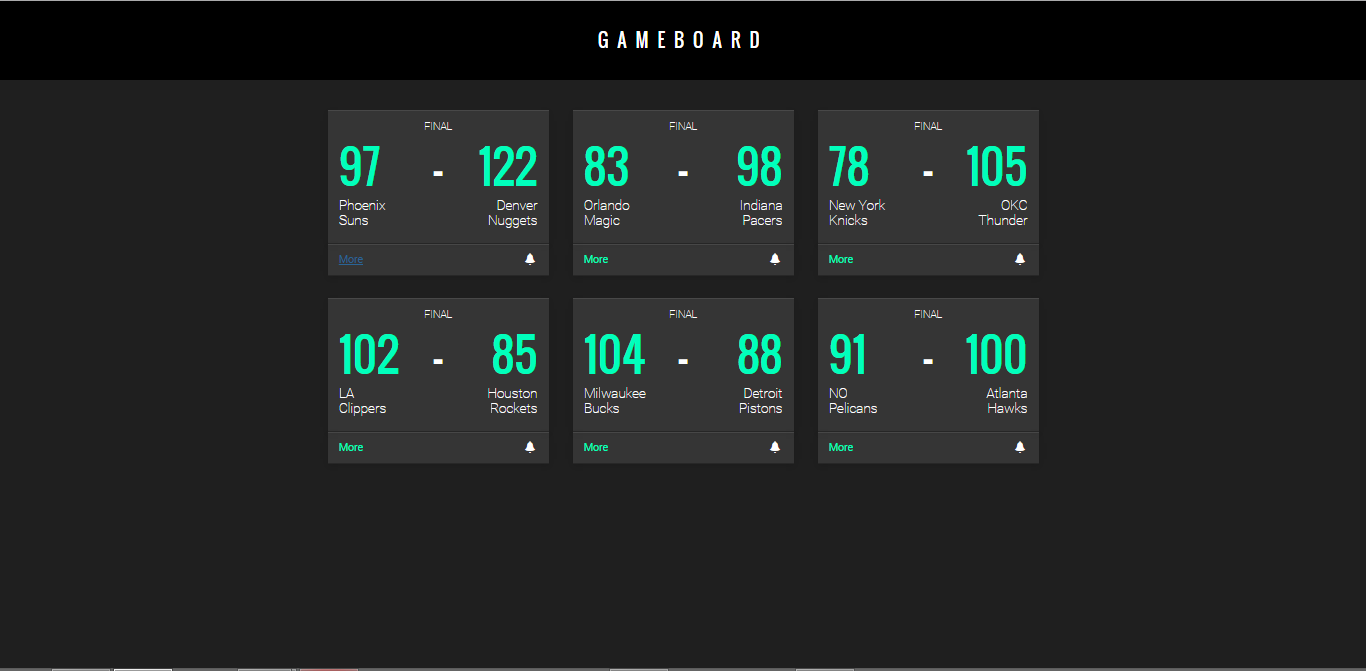 GAMEBOARD
FINAL
97 - 122
Phoenix Suns
Denver Nuggets
More
FINAL
83 - 98
Orlando Magic
Indiana Pacers
More
FINAL
78 - 105
New York Knicks
OKC Thunder
More
FINAL
102 - 85
LA Clippers
Houston Rockets
More
FINAL
104 - 88
Milwaukee Bucks
Detroit Pistons
More
FINAL
91 - 100
NO Pelicans
Atlanta Hawks
More